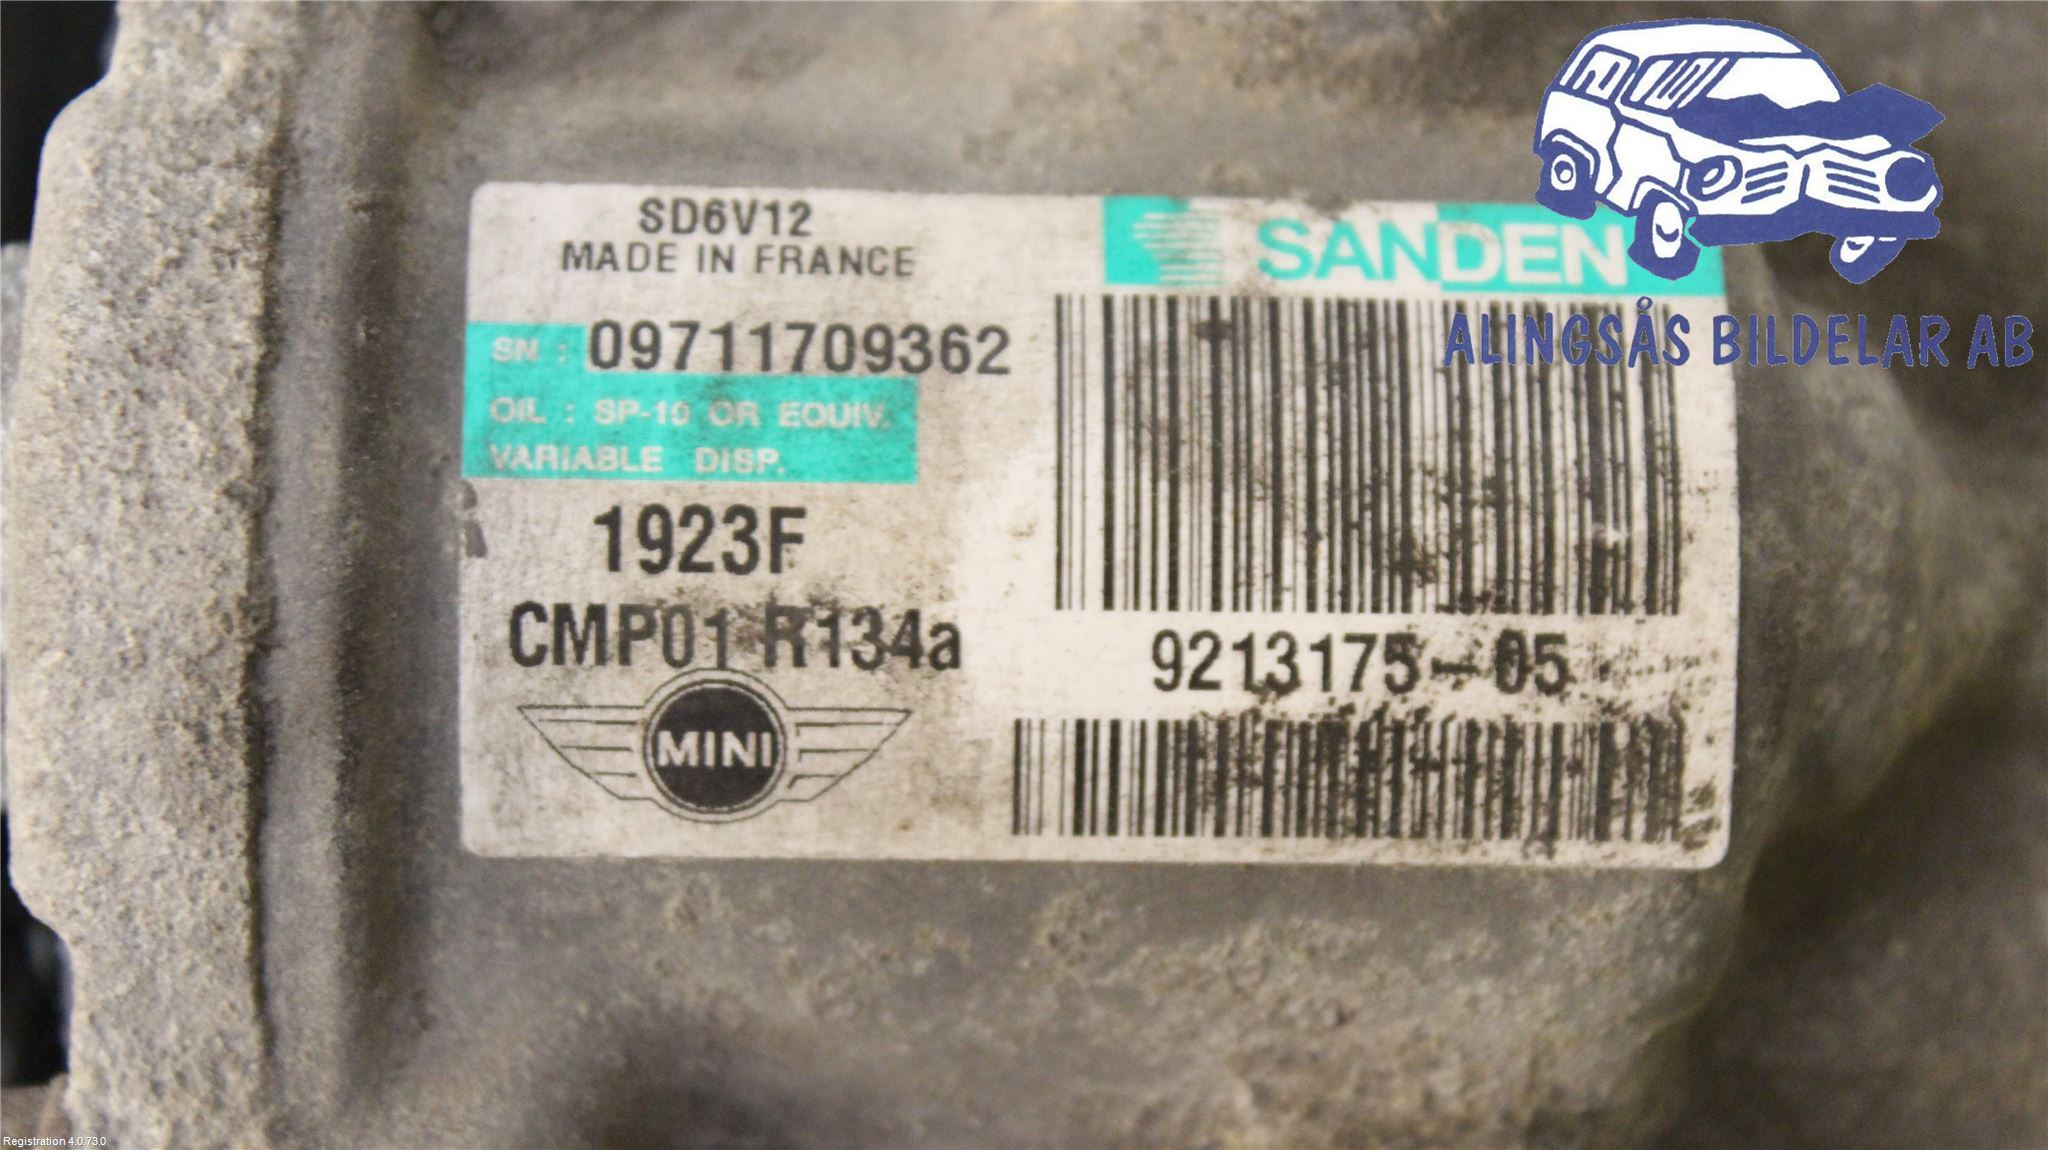 SD6V12
MADE IN FRANCE
SANDEN
SN : 09711709362
OIL : SP-10 OR EQUIV.
VARIABLE DISP.
1923F
CMP01 R134a
9213175-05
MINI
ALINGSÅS BILDELAR AB
Registration 4.0.73.0